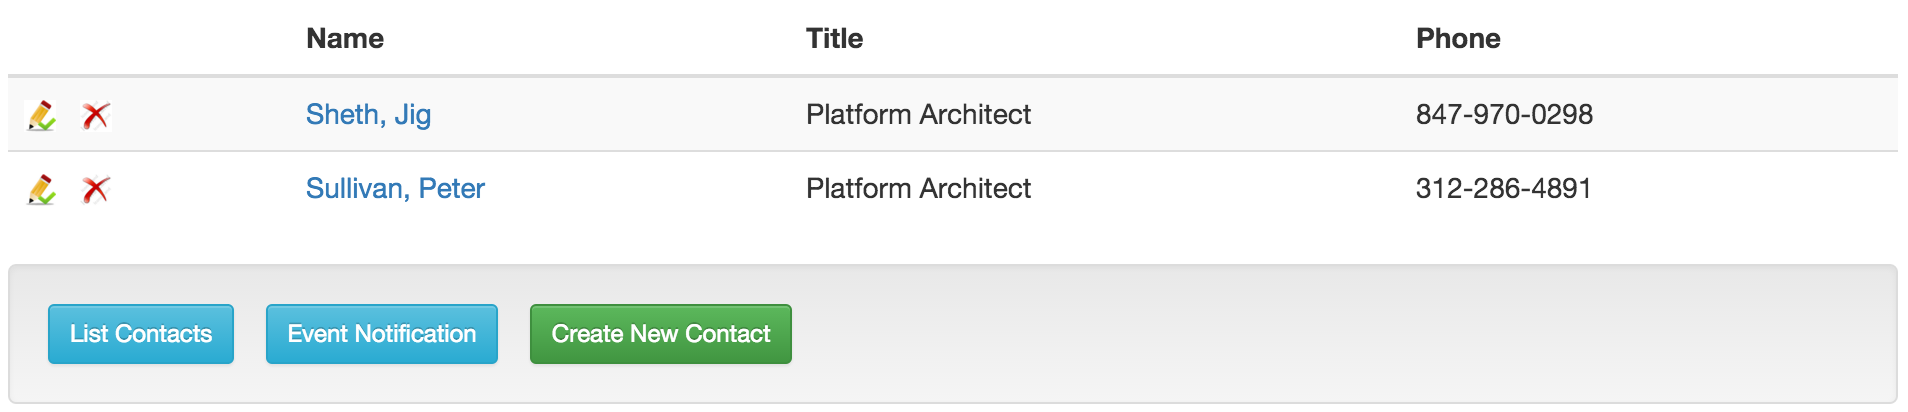 Name Title Phone
Sheth, Jig Platform Architect 847-970-0298
Sullivan, Peter Platform Architect 312-286-4891
List Contacts Event Notification Create New Contact